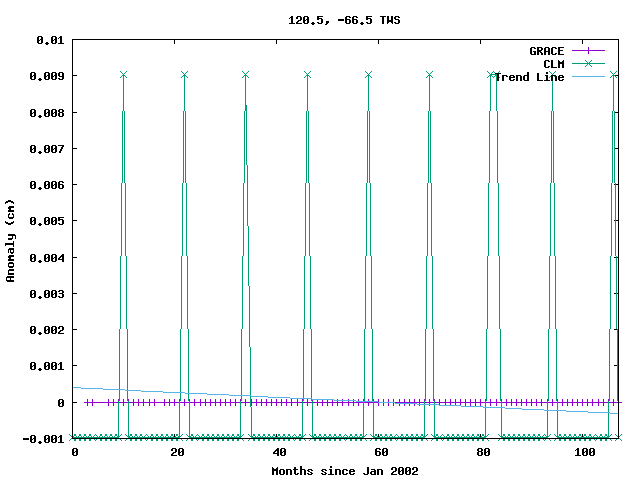 120.5, -66.5 TWS
GRACE
CLM
Trend Line
0.01
0.009
0.008
0.007
0.006
0.005
0.004
0.003
0.002
0.001
0
-0.001
Anomaly (cm)
0 20 40 60 80 100
Months since Jan 2002